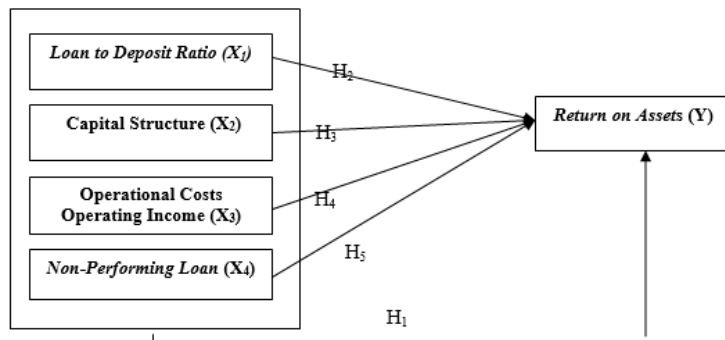 Loan to Deposit Ratio (X₁)
H₂
Capital Structure (X₂)
H₃
Return on Assets (Y)
Operational Costs
Operating Income (X₃)
H₄
Non-Performing Loan (X₄)
H₅
H₁